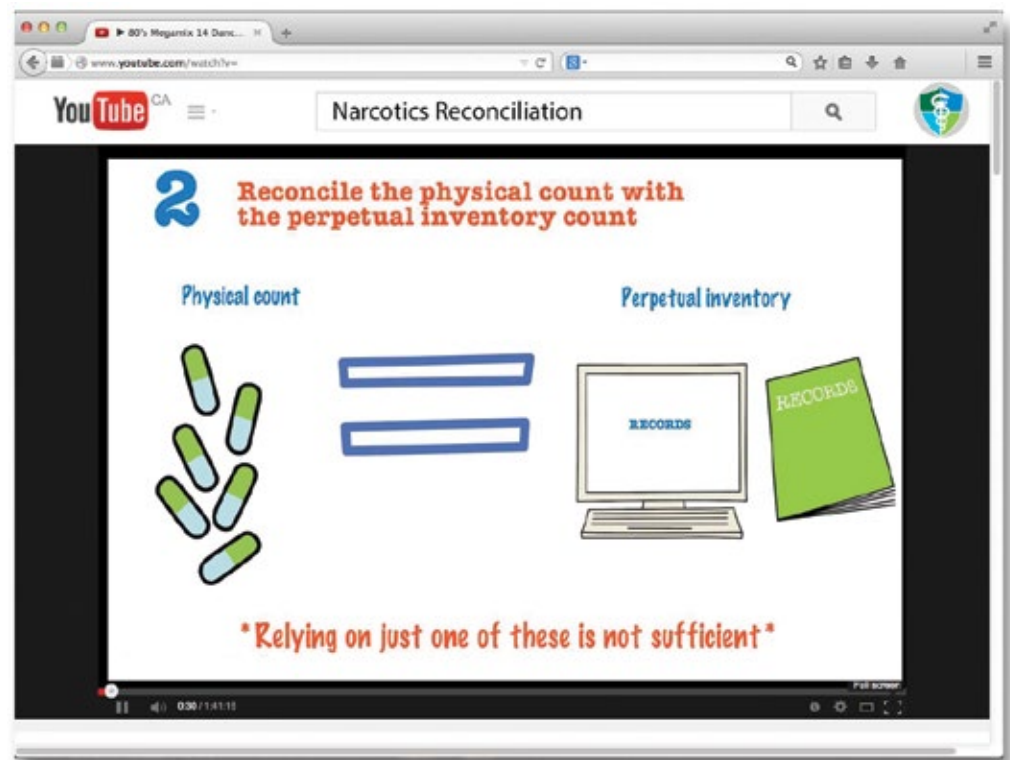 ▶ 80's Megamix 14 Danc...
www.youtube.com/watch?v=
YouTube CA
Narcotics Reconciliation
2 Reconcile the physical count with
the perpetual inventory count
Physical count
Perpetual inventory
RECORDS
RECORDS
*Relying on just one of these is not sufficient*
Full screen
0:30 / 1:41:11